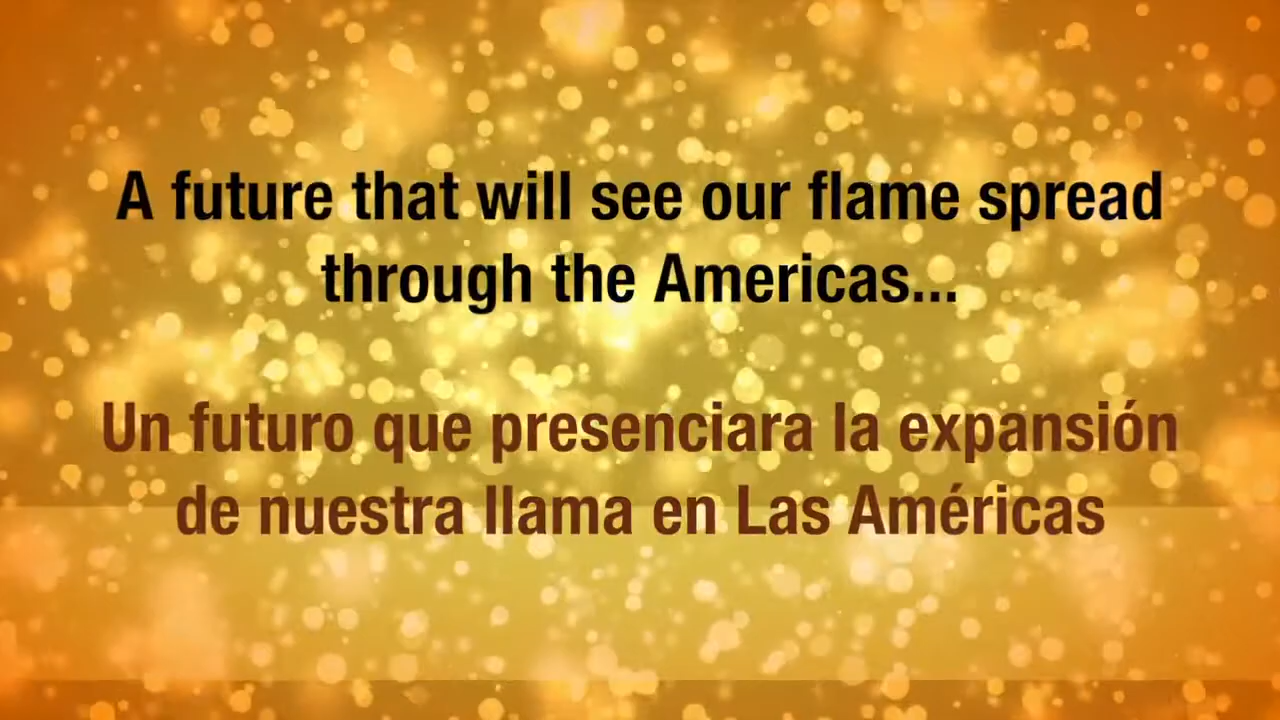 A future that will see our flame spread
through the Americas...
Un futuro que presenciara la expansión
de nuestra llama en Las Américas